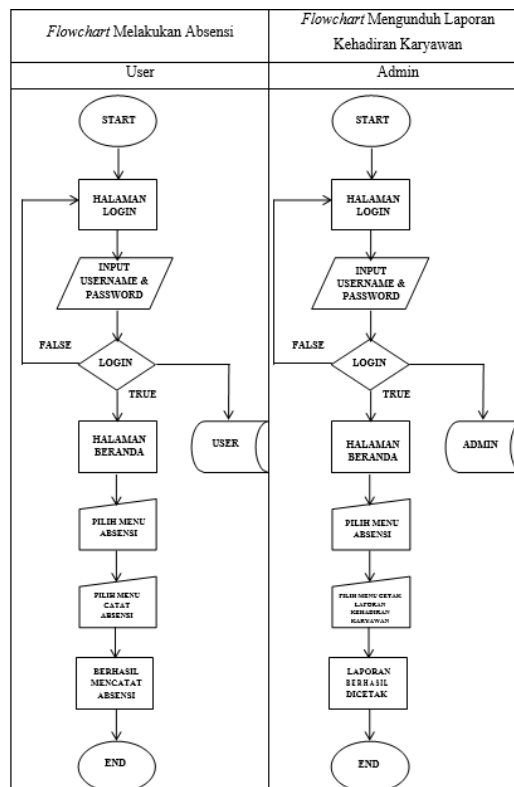 Flowchart Melakukan Absensi
User
START
HALAMAN
LOGIN
INPUT
USERNAME &
PASSWORD
FALSE
LOGIN
TRUE
USER
HALAMAN
BERANDA
PILIH MENU
ABSENSI
PILIH MENU
CATAT
ABSENSI
BERHASIL
MENCATAT
ABSENSI
END
Flowchart Mengunduh Laporan
Kehadiran Karyawan
Admin
START
HALAMAN
LOGIN
INPUT
USERNAME &
PASSWORD
FALSE
LOGIN
TRUE
ADMIN
HALAMAN
BERANDA
PILIH MENU
ABSENSI
PILIH MENU CETAK
LAPORAN
KEHADIRAN
KARYAWAN
LAPORAN
BERHASIL
DICETAK
END